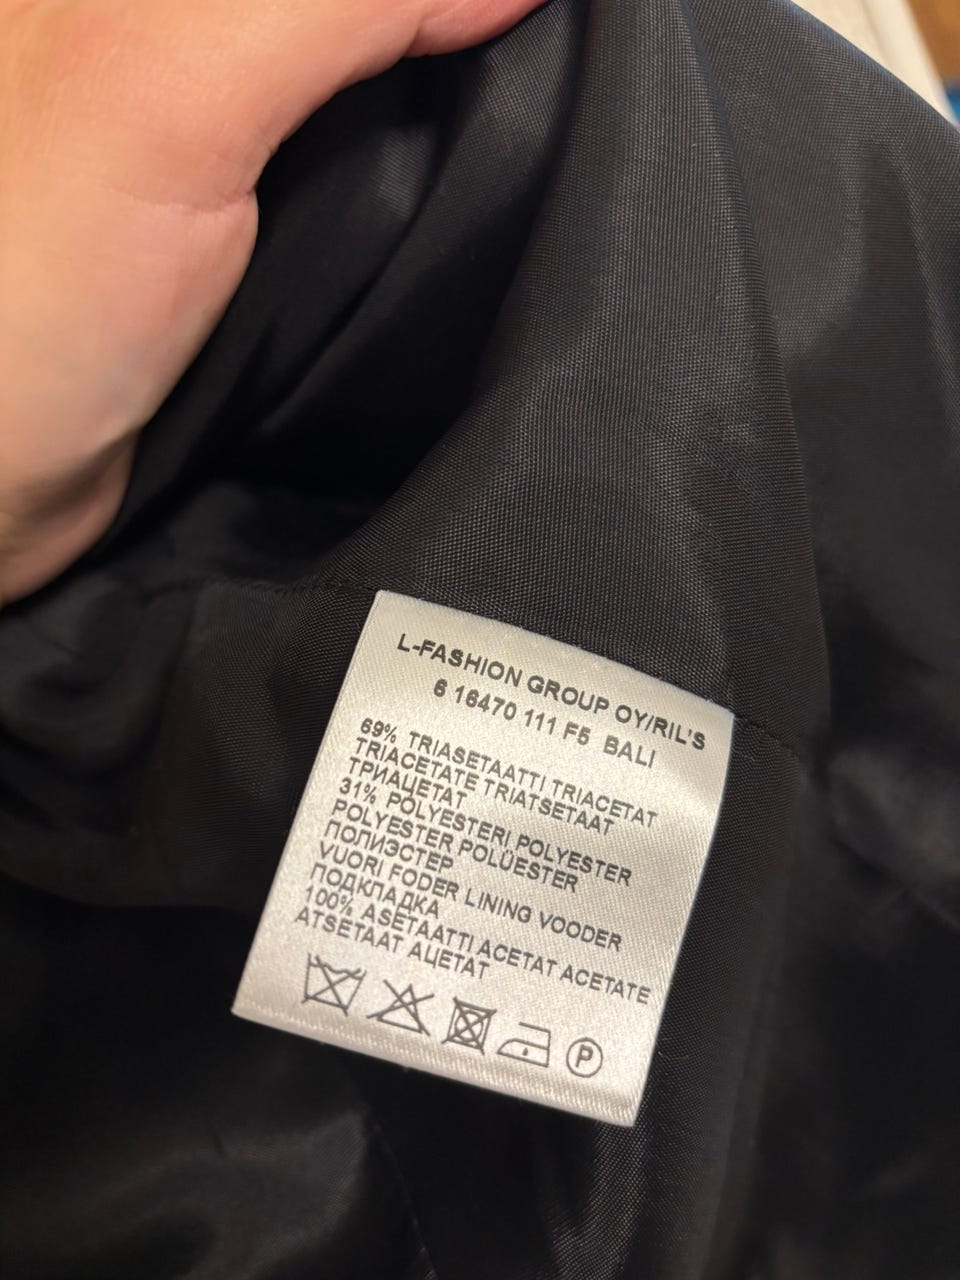 L-FASHION GROUP OY/RIL'S
6 16470 111 F5 BALI
69% TRIASETAATTI TRIACETAT
TRIACETATE TRIATSETAAT
ТРИАЦЕТАТ
31% POLYESTERI POLYESTER
POLYESTER POLÜESTER
ПОЛИЭСТЕР
VUORI FODER LINING VOODER
ПОДКЛАДКА
100% ASETAATTI ACETAT ACETATE
ATSETAAT АЦЕТАТ
P